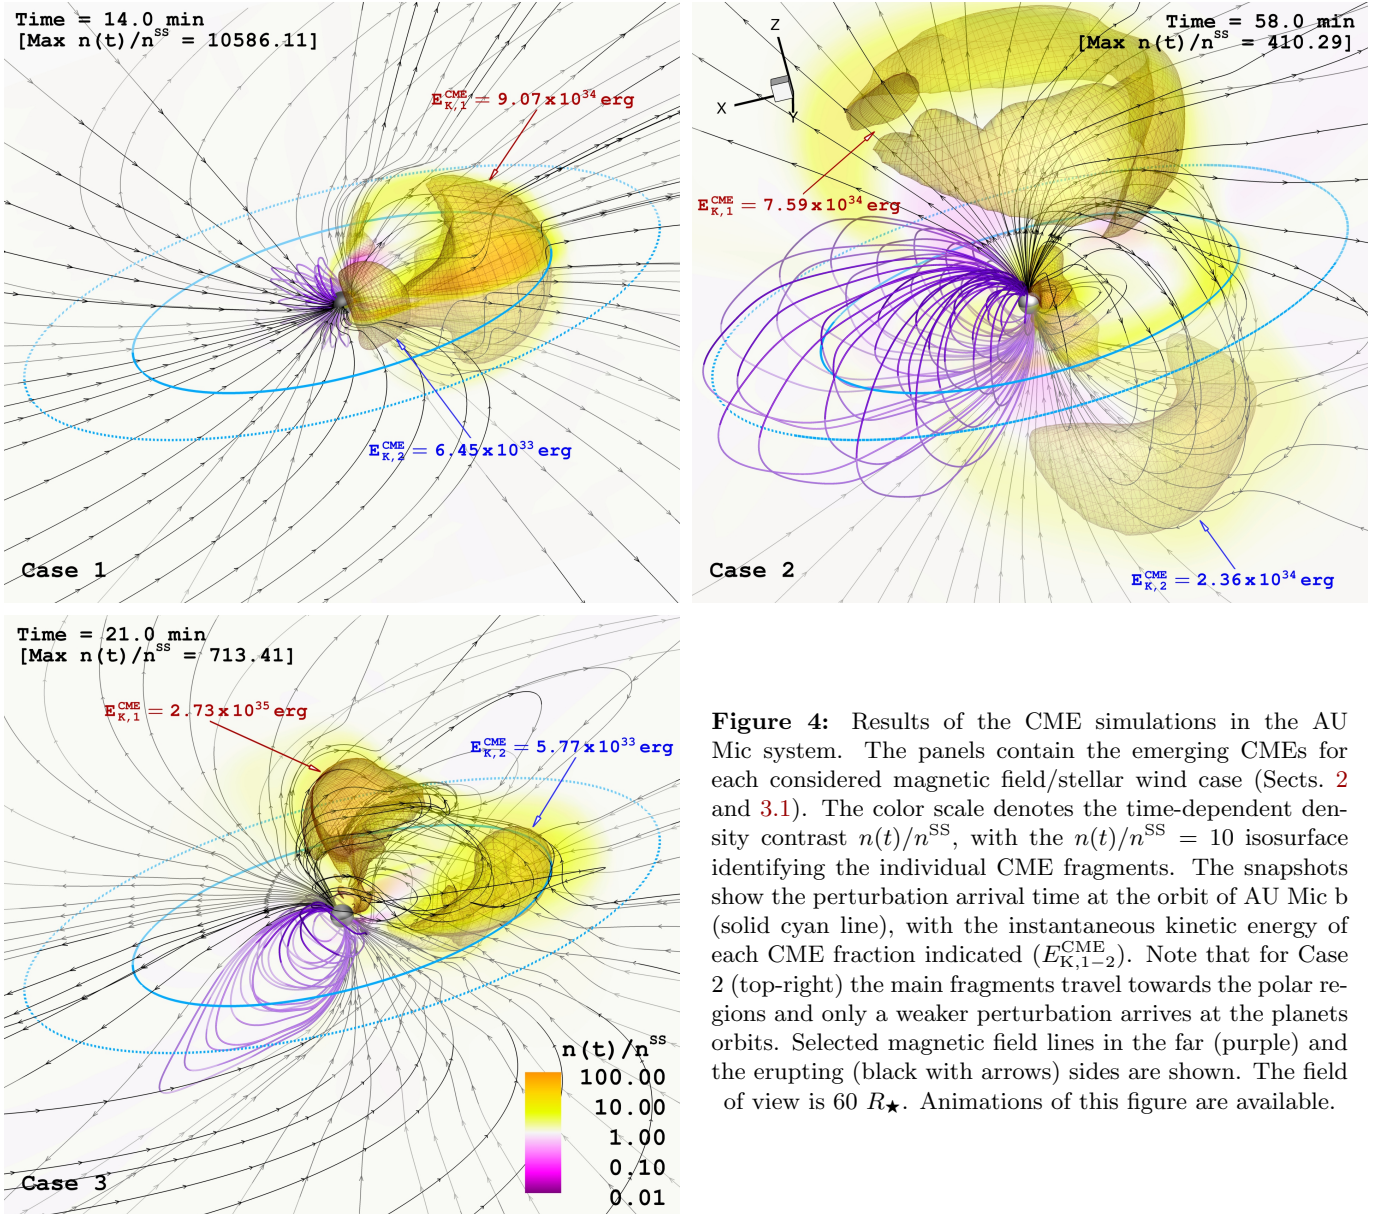 Time = 14.0 min
[Max n(t)/n^SS = 10586.11]
E^CME_K,1 = 9.07x10^34 erg
E^CME_K,2 = 6.45x10^33 erg
Case 1
Time = 58.0 min
[Max n(t)/n^SS = 410.29]
Z
X
Y
E^CME_K,1 = 7.59x10^34 erg
E^CME_K,2 = 2.36x10^34 erg
Case 2
Time = 21.0 min
[Max n(t)/n^SS = 713.41]
E^CME_K,1 = 2.73x10^35 erg
E^CME_K,2 = 5.77x10^33 erg
n(t)/n^SS
100.00
10.00
1.00
0.10
0.01
Case 3
Figure 4: Results of the CME simulations in the AU
Mic system. The panels contain the emerging CMEs for
each considered magnetic field/stellar wind case (Sects. 2
and 3.1). The color scale denotes the time-dependent den-
sity contrast n(t)/n^SS, with the n(t)/n^SS = 10 isosurface
identifying the individual CME fragments. The snapshots
show the perturbation arrival time at the orbit of AU Mic b
(solid cyan line), with the instantaneous kinetic energy of
each CME fraction indicated (E^CME_K,1−2). Note that for Case
2 (top-right) the main fragments travel towards the polar re-
gions and only a weaker perturbation arrives at the planets
orbits. Selected magnetic field lines in the far (purple) and
the erupting (black with arrows) sides are shown. The field
of view is 60 R★. Animations of this figure are available.